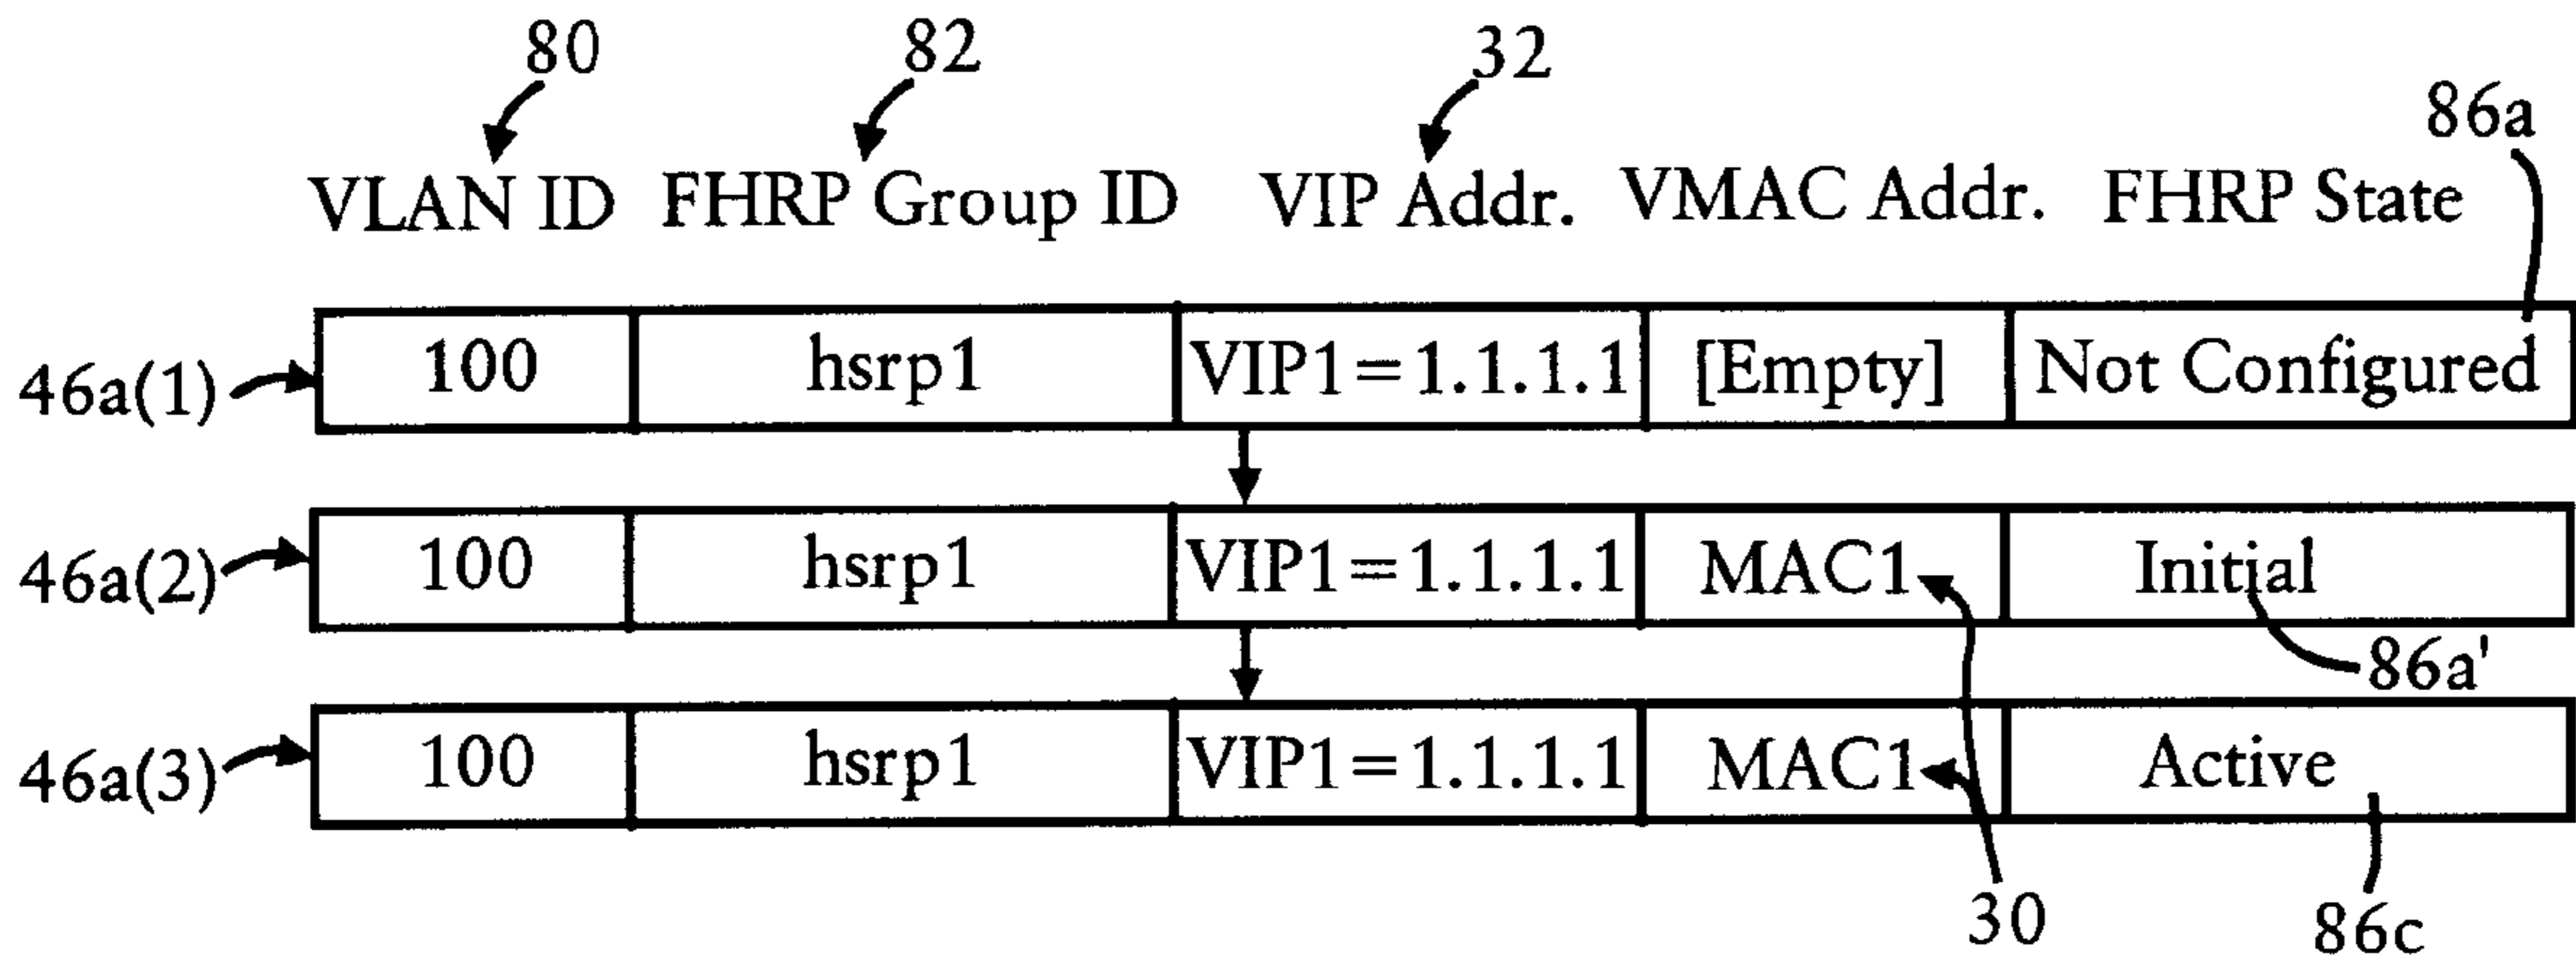 80 82 32
86a
VLAN ID FHRP Group ID VIP Addr. VMAC Addr. FHRP State
46a(1) 100 hsrp1 VIP1=1.1.1.1 [Empty] Not Configured
46a(2) 100 hsrp1 VIP1=1.1.1.1 MAC1 Initial
86a'
46a(3) 100 hsrp1 VIP1=1.1.1.1 MAC1 Active
30 86c